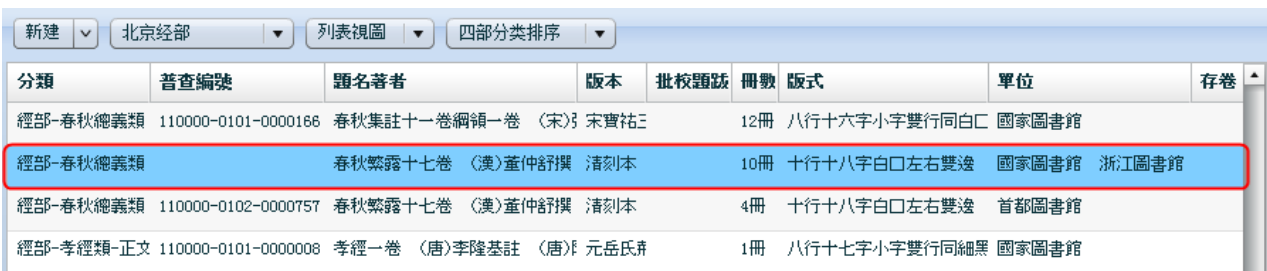 新建 北京经部 列表視圖 四部分类排序
分類 普查編號 題名著者 版本 批校題跋 冊數 版式 單位 存卷
經部-春秋總義類 110000-0101-0000166 春秋集註十一卷綱領一卷 （宋） 宋寶祐三 12冊 八行十六字小字雙行同白口 國家圖書館
經部-春秋總義類 春秋繁露十七卷 （漢）董仲舒撰 清刻本 10冊 十行十八字白口左右雙邊 國家圖書館 浙江圖書館
經部-春秋總義類 110000-0102-0000757 春秋繁露十七卷 （漢）董仲舒撰 清刻本 4冊 十行十八字白口左右雙邊 首都圖書館
經部-孝經類-正文 110000-0101-0000008 孝經一卷 （唐）李隆基註 （唐） 元岳氏荊 1冊 八行十七字小字雙行同細黑 國家圖書館